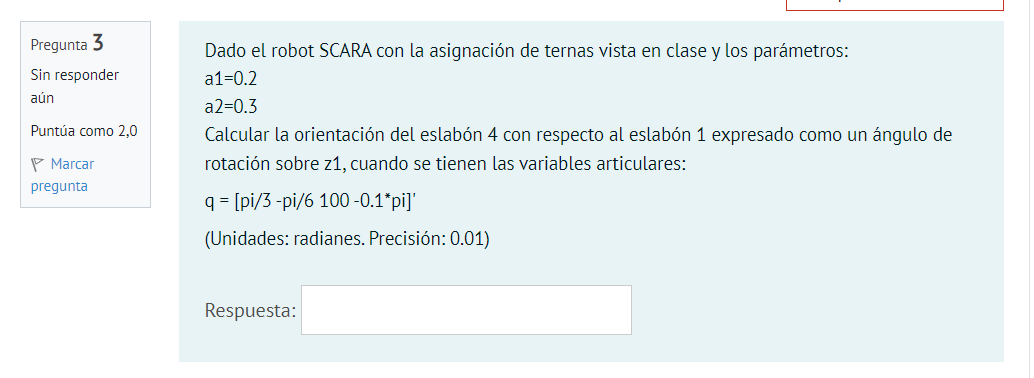 Pregunta 3
Sin responder
aún
Puntúa como 2,0
Marcar
pregunta
Dado el robot SCARA con la asignación de ternas vista en clase y los parámetros:
a1=0.2
a2=0.3
Calcular la orientación del eslabón 4 con respecto al eslabón 1 expresado como un ángulo de
rotación sobre z1, cuando se tienen las variables articulares:
q = [pi/3 -pi/6 100 -0.1*pi]'
(Unidades: radianes. Precisión: 0.01)
Respuesta: